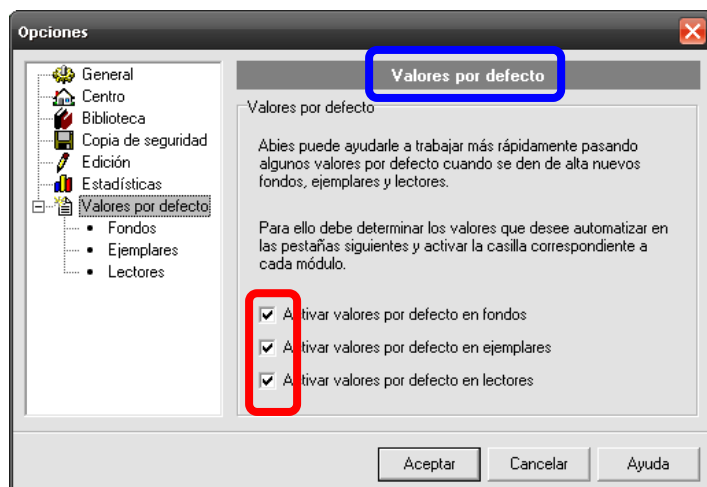 Opciones
General
Centro
Biblioteca
Copia de seguridad
Edición
Estadísticas
Valores por defecto
Fondos
Ejemplares
Lectores
Valores por defecto
Valores por defecto
Abies puede ayudarle a trabajar más rápidamente pasando
algunos valores por defecto cuando se den de alta nuevos
fondos, ejemplares y lectores.
Para ello debe determinar los valores que desee automatizar en
las pestañas siguientes y activar la casilla correspondiente a
cada módulo.
Activar valores por defecto en fondos
Activar valores por defecto en ejemplares
Activar valores por defecto en lectores
Aceptar
Cancelar
Ayuda